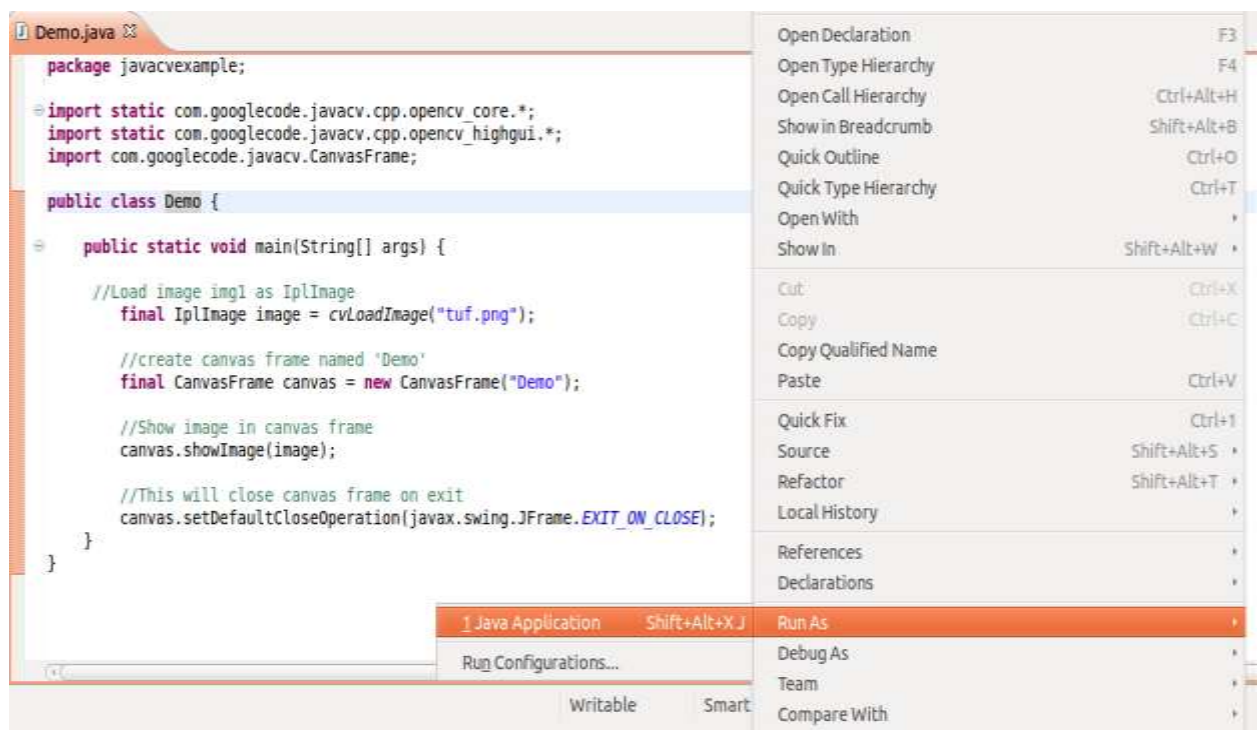 Demo.java
package javacvexample;
import static com.googlecode.javacv.cpp.opencv_core.*;
import static com.googlecode.javacv.cpp.opencv_highgui.*;
import com.googlecode.javacv.CanvasFrame;
public class Demo {
public static void main(String[] args) {
//Load image img1 as IplImage
final IplImage image = cvLoadImage("tuf.png");
//create canvas frame named 'Demo'
final CanvasFrame canvas = new CanvasFrame("Demo");
//Show image in canvas frame
canvas.showImage(image);
//This will close canvas frame on exit
canvas.setDefaultCloseOperation(javax.swing.JFrame.EXIT_ON_CLOSE);
}
}
Open Declaration F3
Open Type Hierarchy F4
Open Call Hierarchy Ctrl+Alt+H
Show in Breadcrumb Shift+Alt+B
Quick Outline Ctrl+O
Quick Type Hierarchy Ctrl+T
Open With
Show In Shift+Alt+W
Cut Ctrl+X
Copy Ctrl+C
Copy Qualified Name
Paste Ctrl+V
Quick Fix Ctrl+1
Source Shift+Alt+S
Refactor Shift+Alt+T
Local History
References
Declarations
Run As
Debug As
Team
Compare With
1 Java Application Shift+Alt+X J
Run Configurations...
Writable Smart